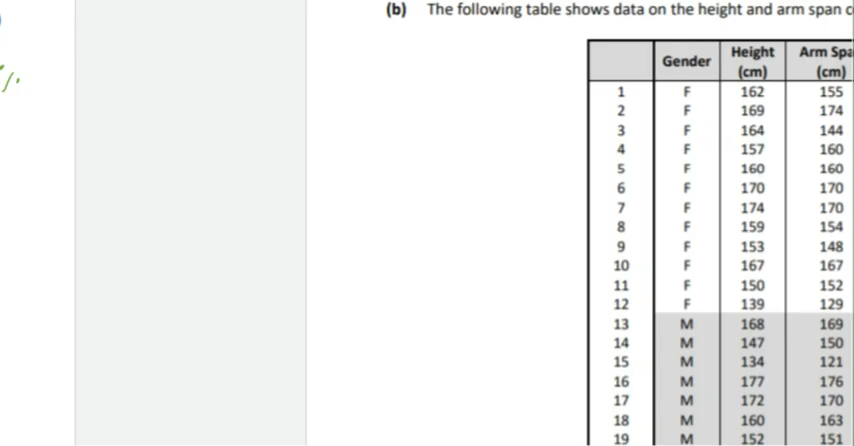 (b) The following table shows data on the height and arm span
Gender Height (cm) Arm Spa (cm)
1 F 162 155
2 F 169 174
3 F 164 144
4 F 157 160
5 F 160 160
6 F 170 170
7 F 174 170
8 F 159 154
9 F 153 148
10 F 167 167
11 F 150 152
12 F 139 129
13 M 168 169
14 M 147 150
15 M 134 121
16 M 177 176
17 M 172 170
18 M 160 163
19 M 152 151